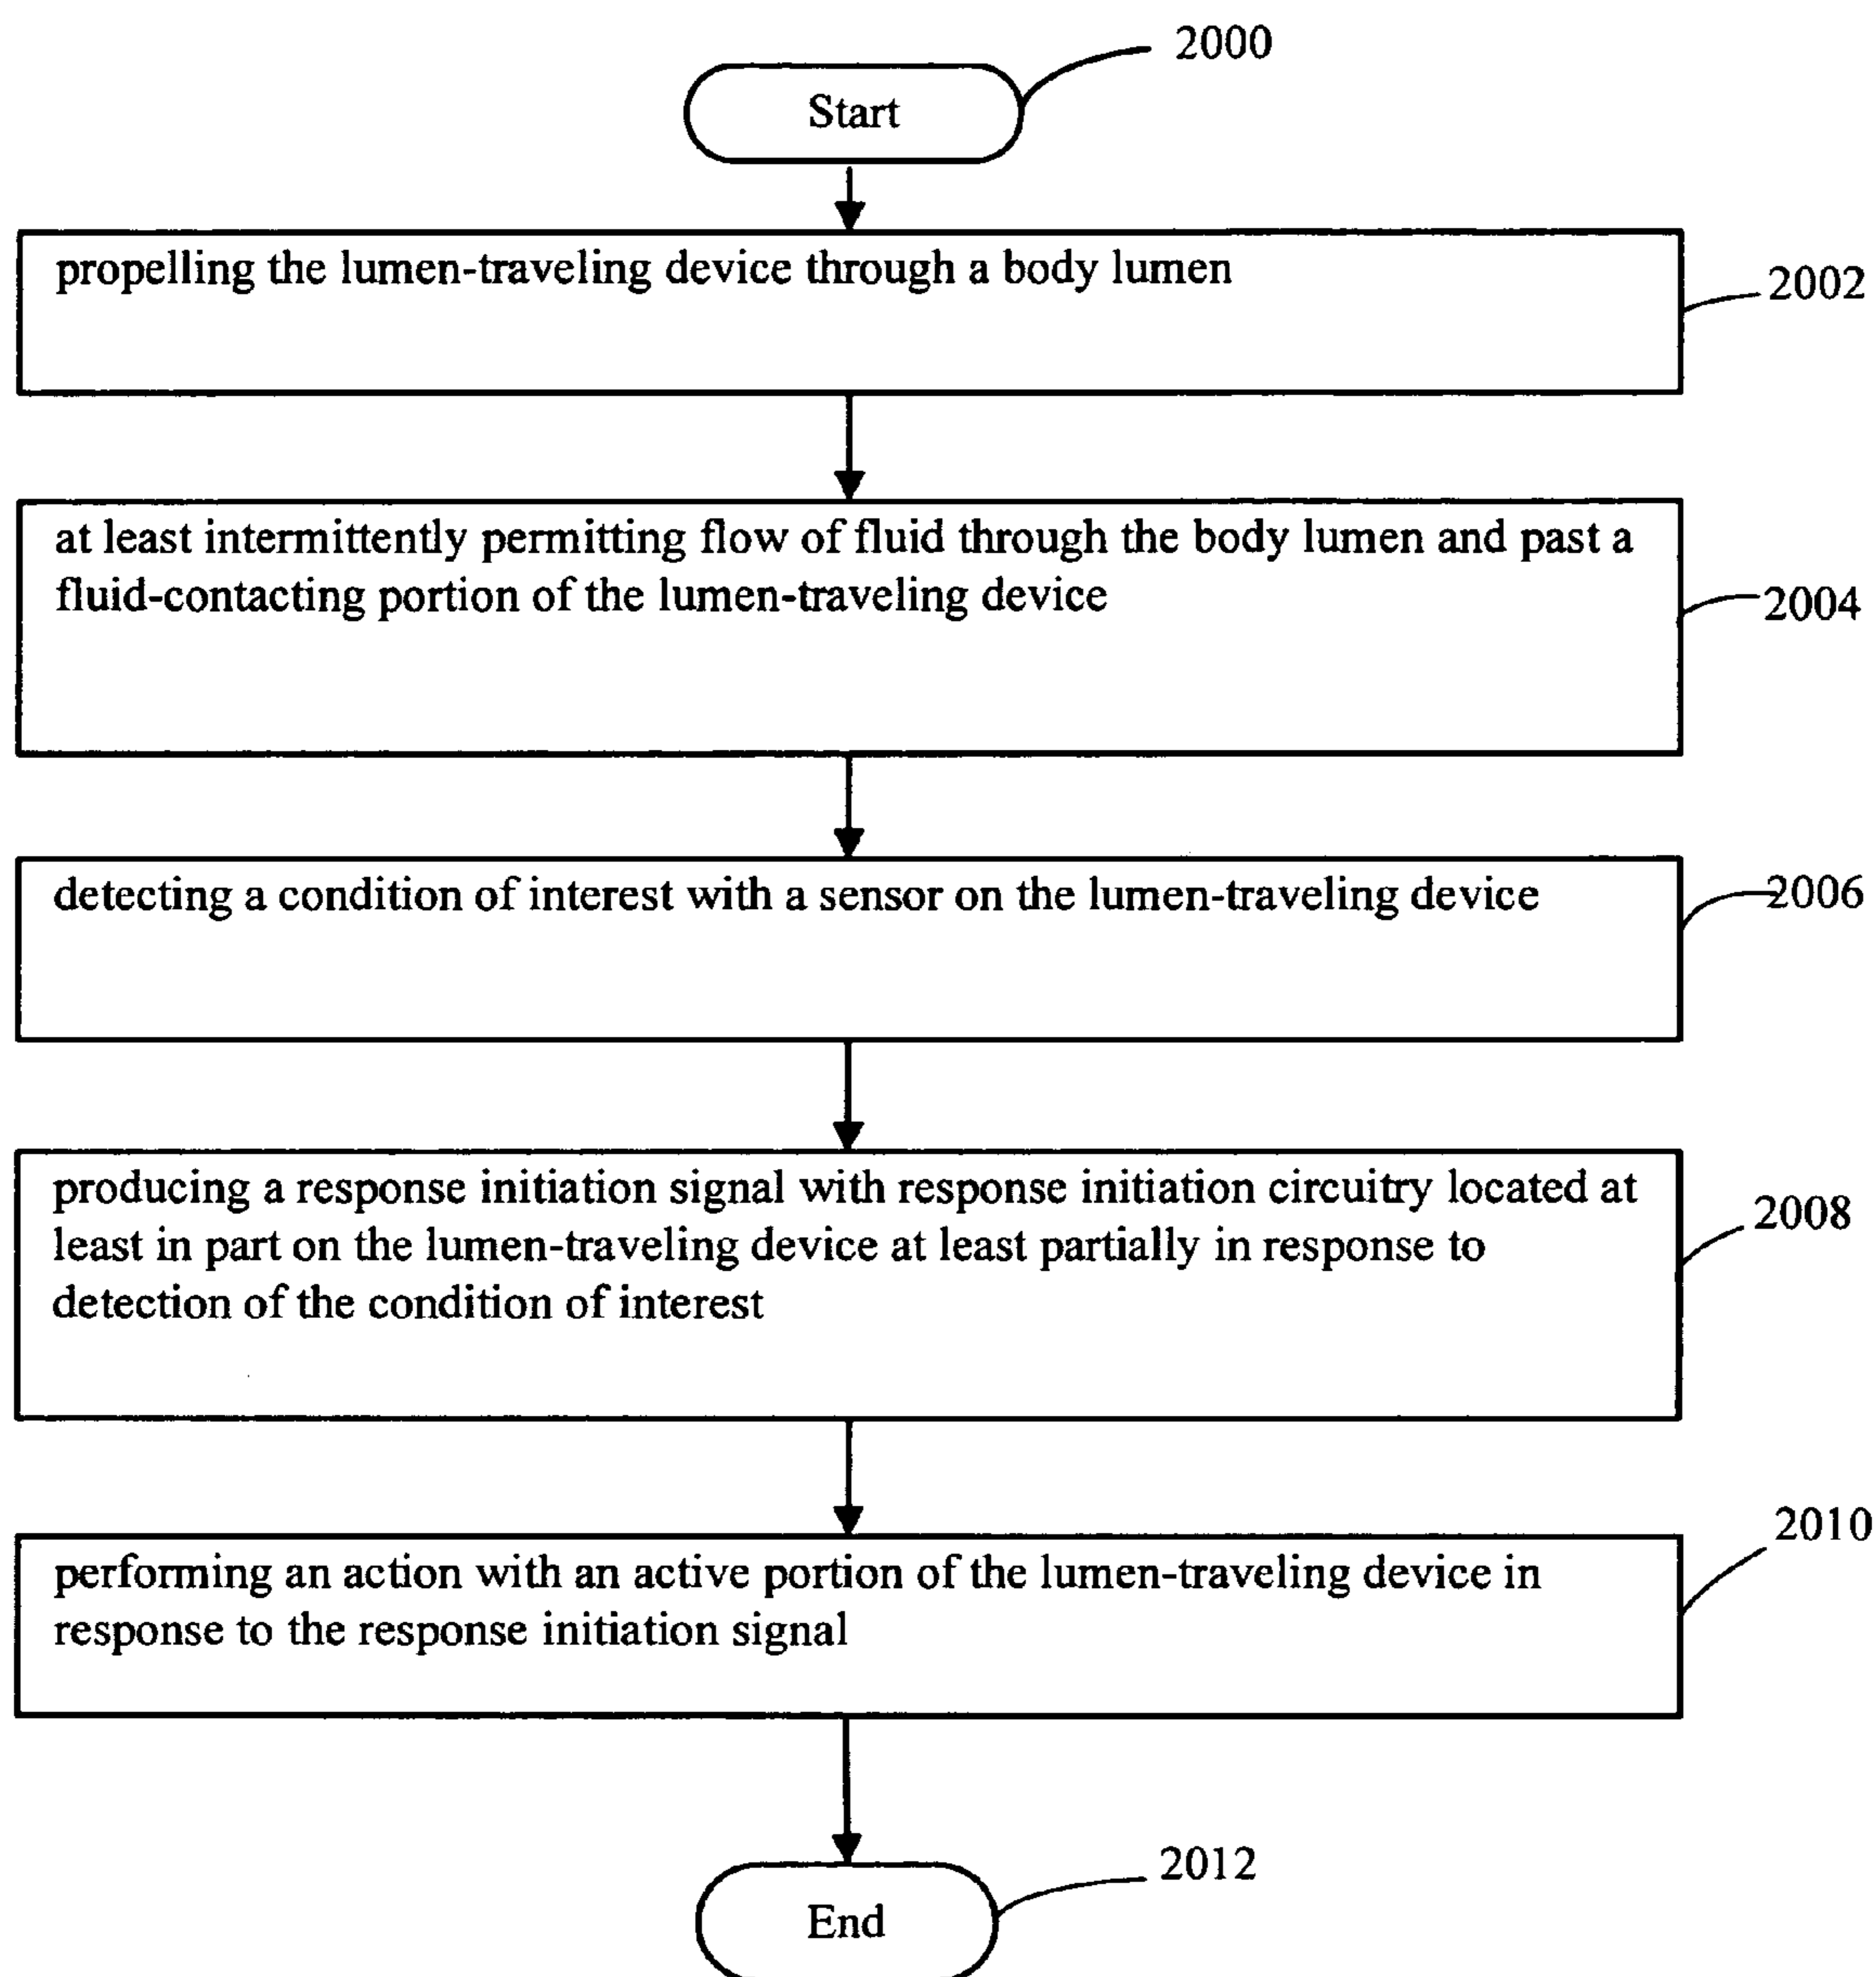 2000
Start
propelling the lumen-traveling device through a body lumen
2002
at least intermittently permitting flow of fluid through the body lumen and past a
fluid-contacting portion of the lumen-traveling device
2004
detecting a condition of interest with a sensor on the lumen-traveling device
2006
producing a response initiation signal with response initiation circuitry located at
least in part on the lumen-traveling device at least partially in response to
detection of the condition of interest
2008
performing an action with an active portion of the lumen-traveling device in
response to the response initiation signal
2010
2012
End